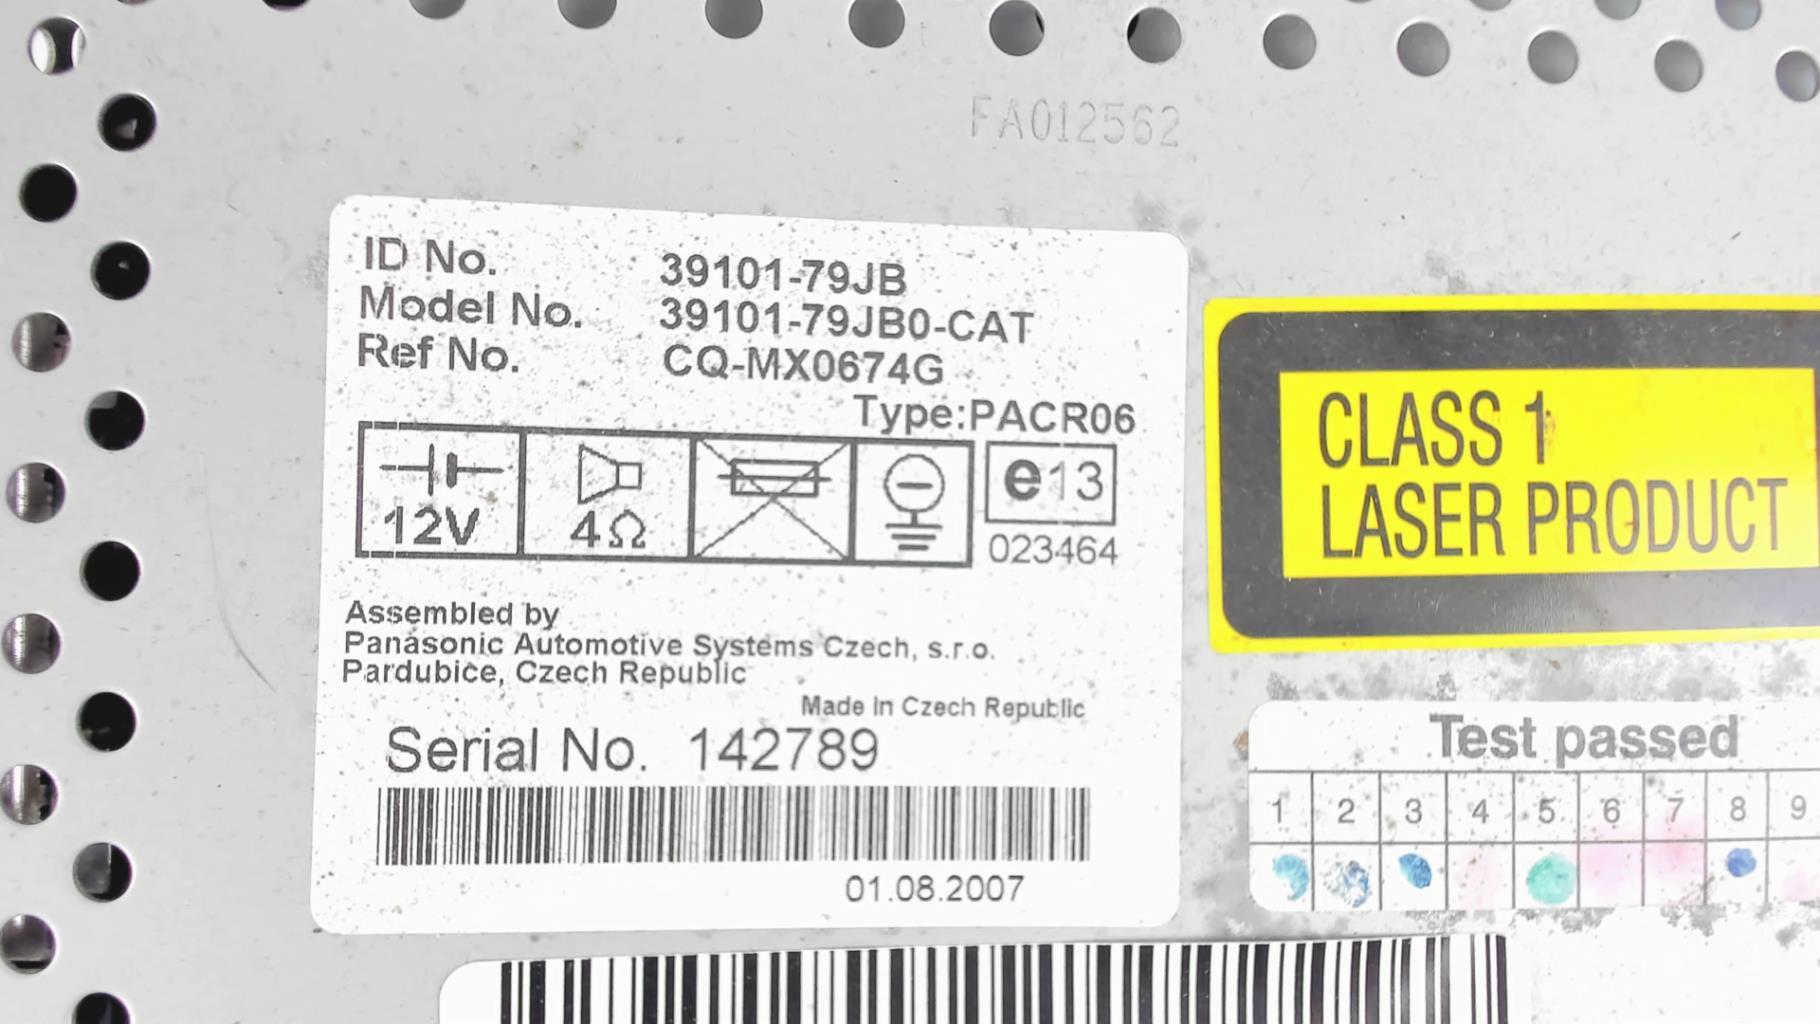 FA012562
ID No. 39101-79JB
Model No. 39101-79JB0-CAT
Ref No. CQ-MX0674G
Type:PACR06
12V
4Ω
e13
023464
Assembled by
Panasonic Automotive Systems Czech, s.r.o.
Pardubice, Czech Republic
Made in Czech Republic
Serial No. 142789
01.08.2007
CLASS 1
LASER PRODUCT
Test passed
1 2 3 4 5 6 7 8 9